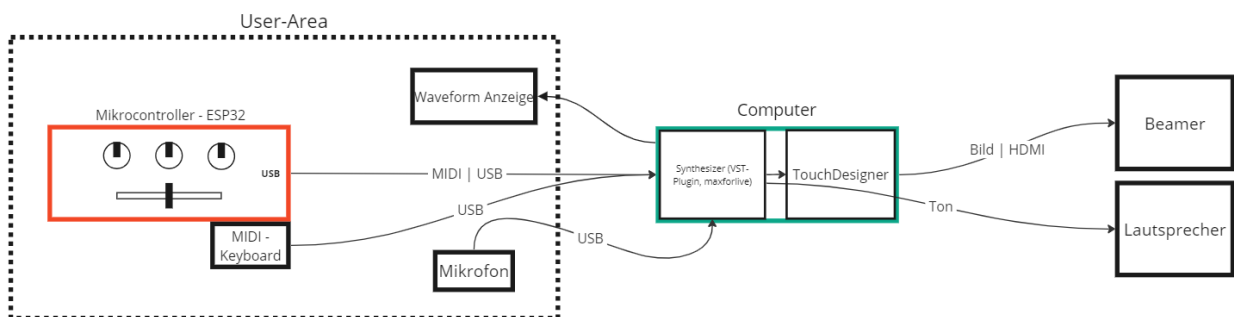 User-Area
Mikrocontroller - ESP32
USB
MIDI -
Keyboard
Waveform Anzeige
Mikrofon
MIDI | USB
USB
USB
Computer
Synthesizer (VST-
Plugin, maxforlive)
TouchDesigner
Bild | HDMI
Ton
Beamer
Lautsprecher